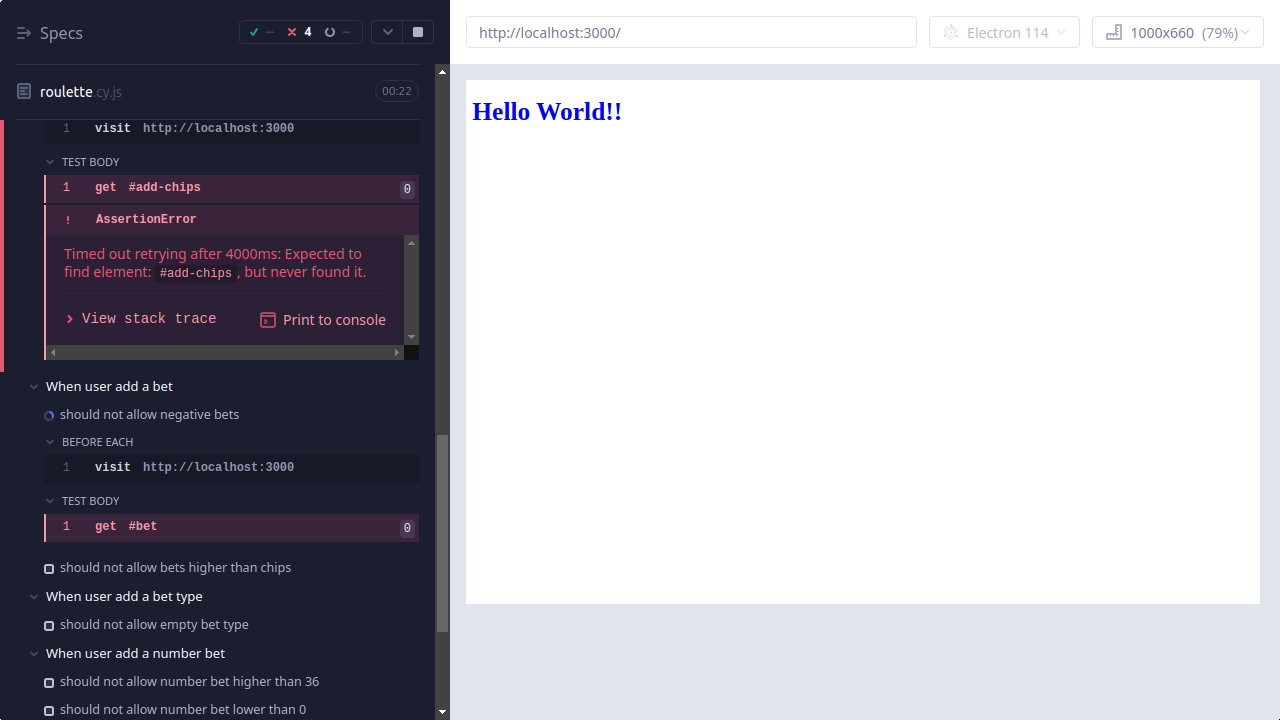 Specs
-- 4 --
roulette.cy.js 00:22
1 visit http://localhost:3000
TEST BODY
1 get #add-chips 0
! AssertionError
Timed out retrying after 4000ms: Expected to
find element: #add-chips, but never found it.
View stack trace Print to console
When user add a bet
should not allow negative bets
BEFORE EACH
1 visit http://localhost:3000
TEST BODY
1 get #bet 0
should not allow bets higher than chips
When user add a bet type
should not allow empty bet type
When user add a number bet
should not allow number bet higher than 36
should not allow number bet lower than 0
http://localhost:3000/
Electron 114
1000x660 (79%)
Hello World!!